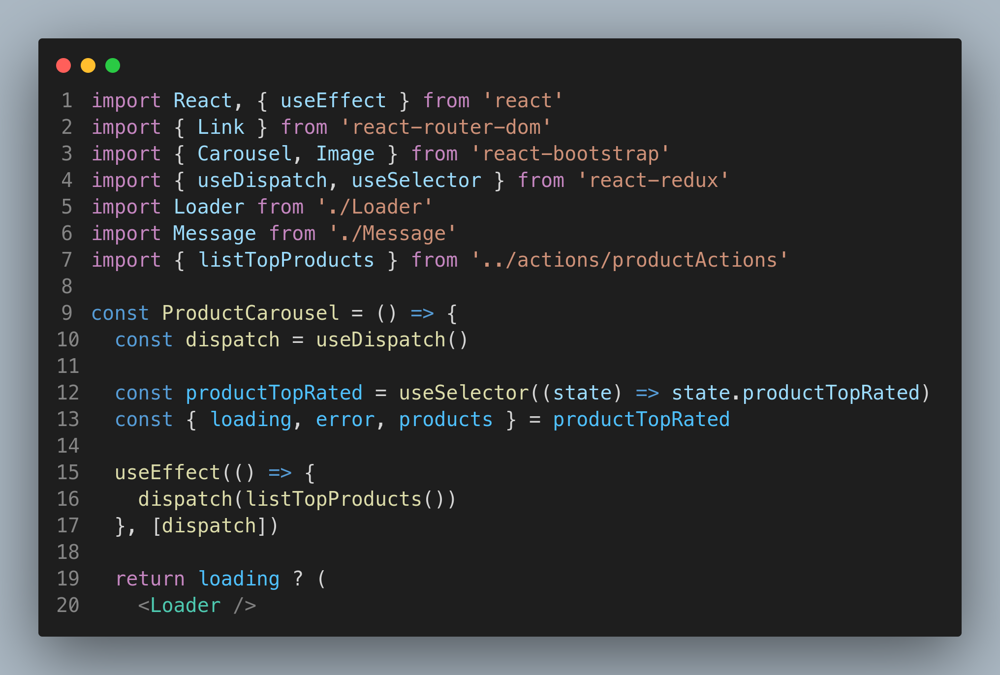 1 import React, { useEffect } from 'react'
2 import { Link } from 'react-router-dom'
3 import { Carousel, Image } from 'react-bootstrap'
4 import { useDispatch, useSelector } from 'react-redux'
5 import Loader from './Loader'
6 import Message from './Message'
7 import { listTopProducts } from '../actions/productActions'
8
9 const ProductCarousel = () => {
10   const dispatch = useDispatch()
11
12   const productTopRated = useSelector((state) => state.productTopRated)
13   const { loading, error, products } = productTopRated
14
15   useEffect(() => {
16     dispatch(listTopProducts())
17   }, [dispatch])
18
19   return loading ? (
20     <Loader />